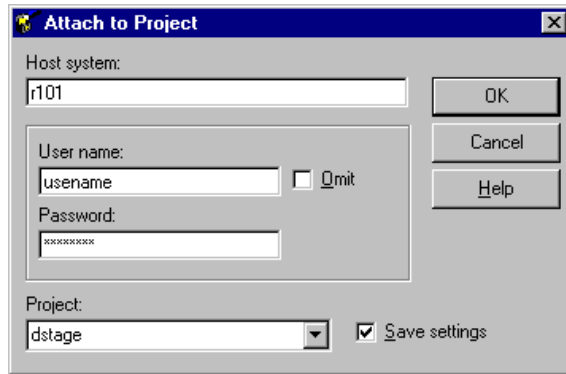 Attach to Project
Host system:
r101
OK
User name:
Cancel
usename
Omit
Help
Password:
********
Project:
dstage
Save settings